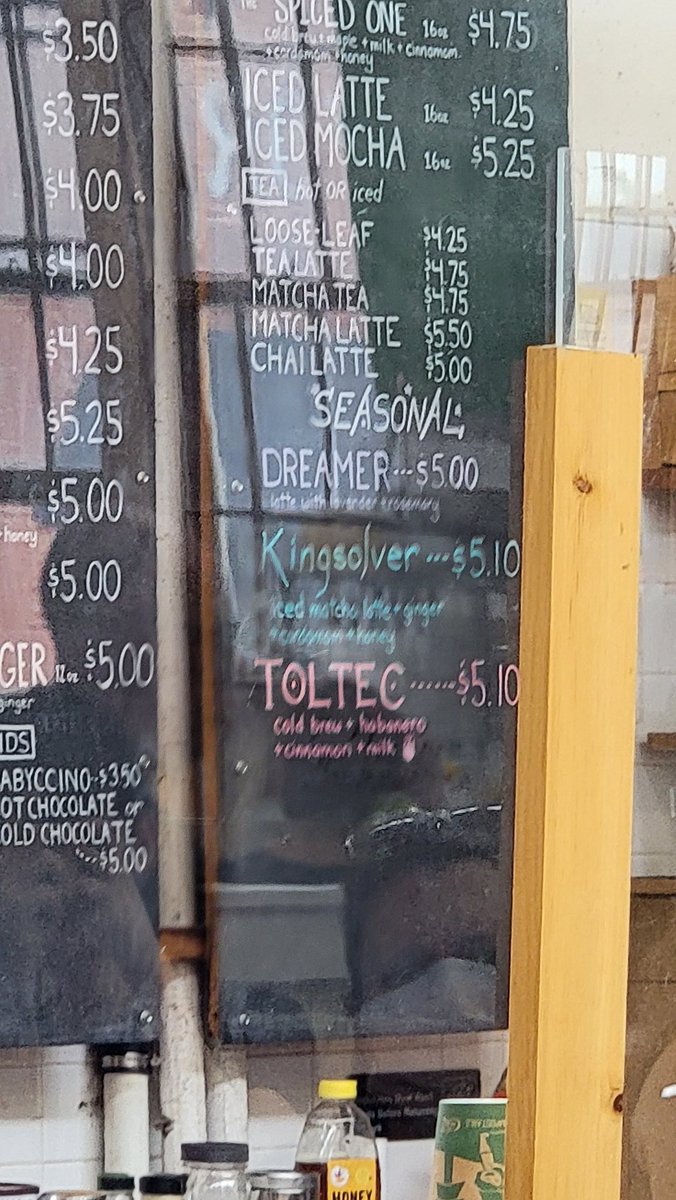 $3.50
$3.75
$4.00
$4.00
$4.25
$5.25
$5.00
honey
$5.00
GER 12oz $5.00
ginger
IDS
ABYCCINO--$3.50
OT CHOCOLATE or
OLD CHOCOLATE
----$5.00
THE SPICED ONE 16oz $4.75
cold brew + maple + milk + cinnamon
+ cardamom + honey
ICED LATTE 16oz $4.25
ICED MOCHA 16oz $5.25
TEA hot OR iced
LOOSE-LEAF $4.25
TEA LATTE $4.75
MATCHA TEA $4.75
MATCHA LATTE $5.50
CHAI LATTE $5.00
SEASONAL
DREAMER---$5.00
latte with lavender + rosemary
Kingsolver ---$5.10
iced matcha latte + ginger
+ cardamom + honey
TOLTEC ------$5.10
cold brew + habanero
+ cinnamon + milk
HONEY